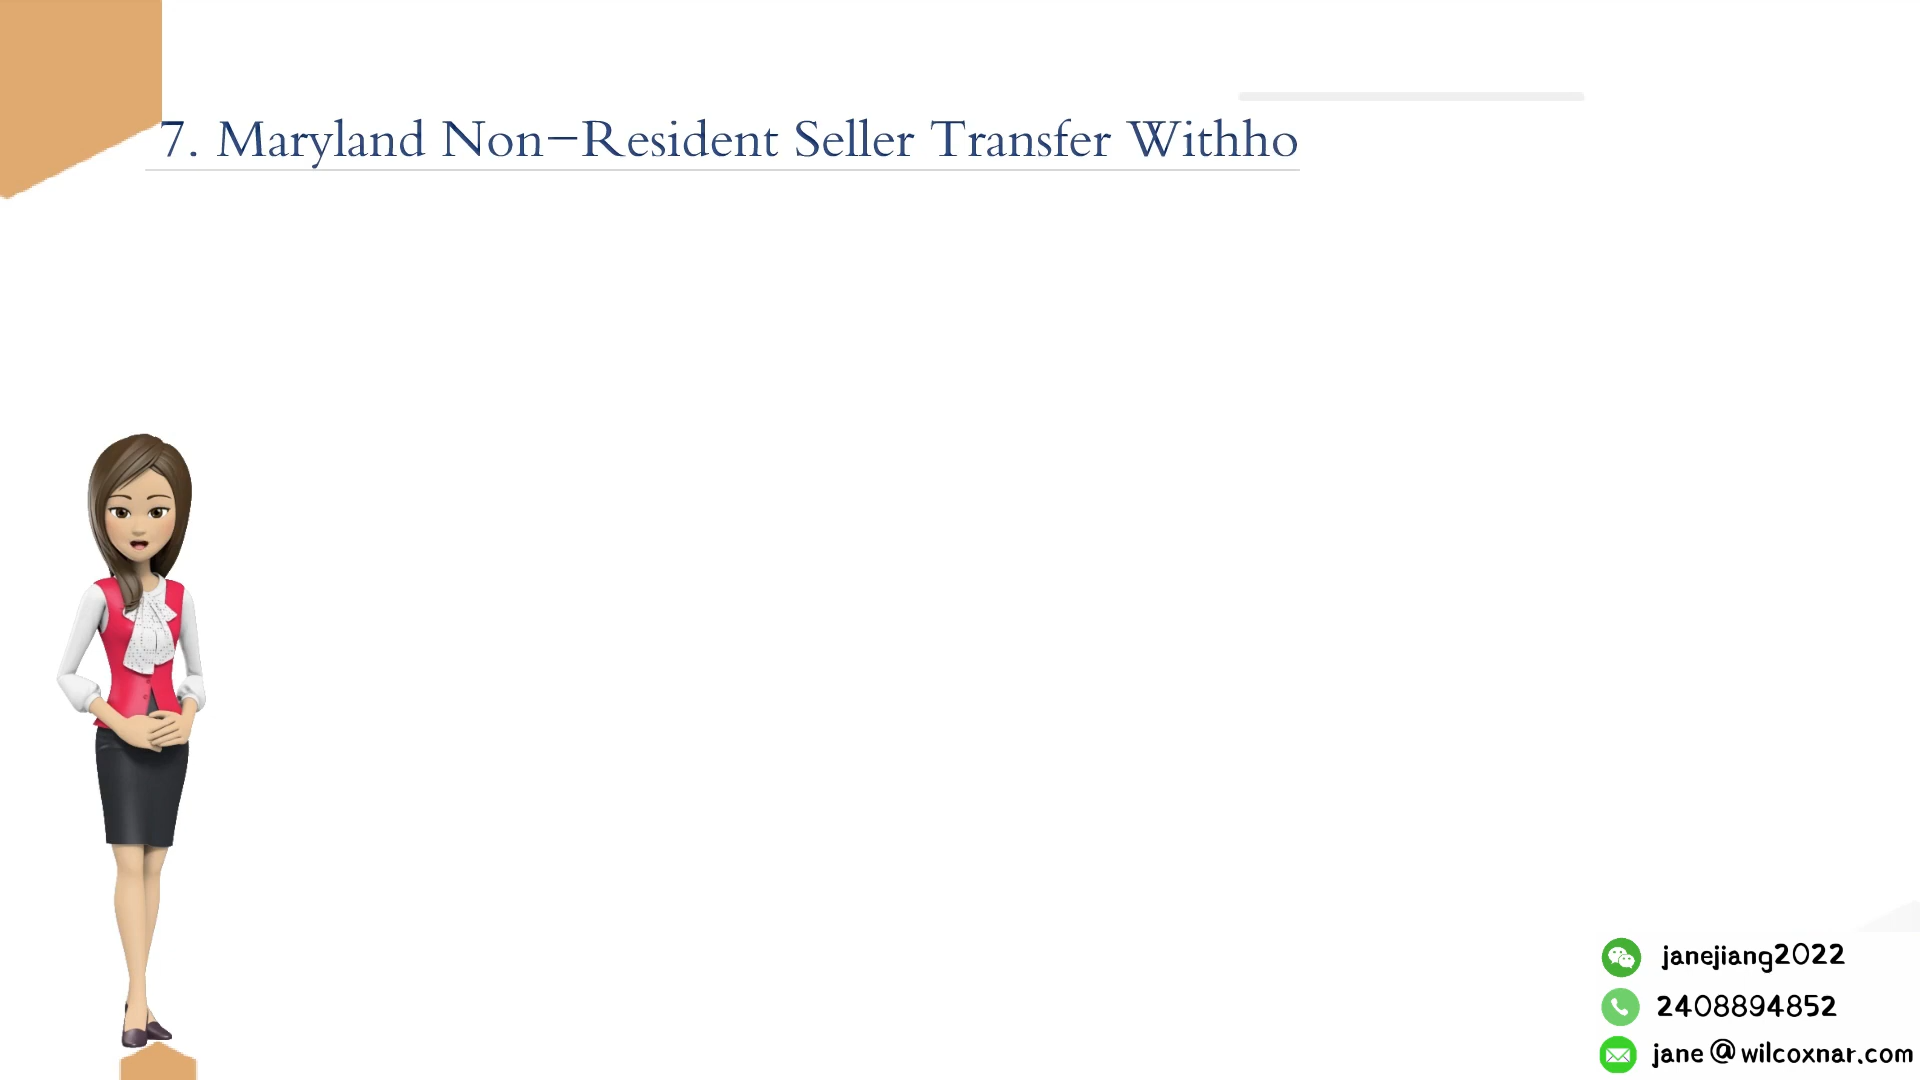 7. Maryland Non-Resident Seller Transfer Withho
janejiang2022
2408894852
jane@wilcoxnar.com